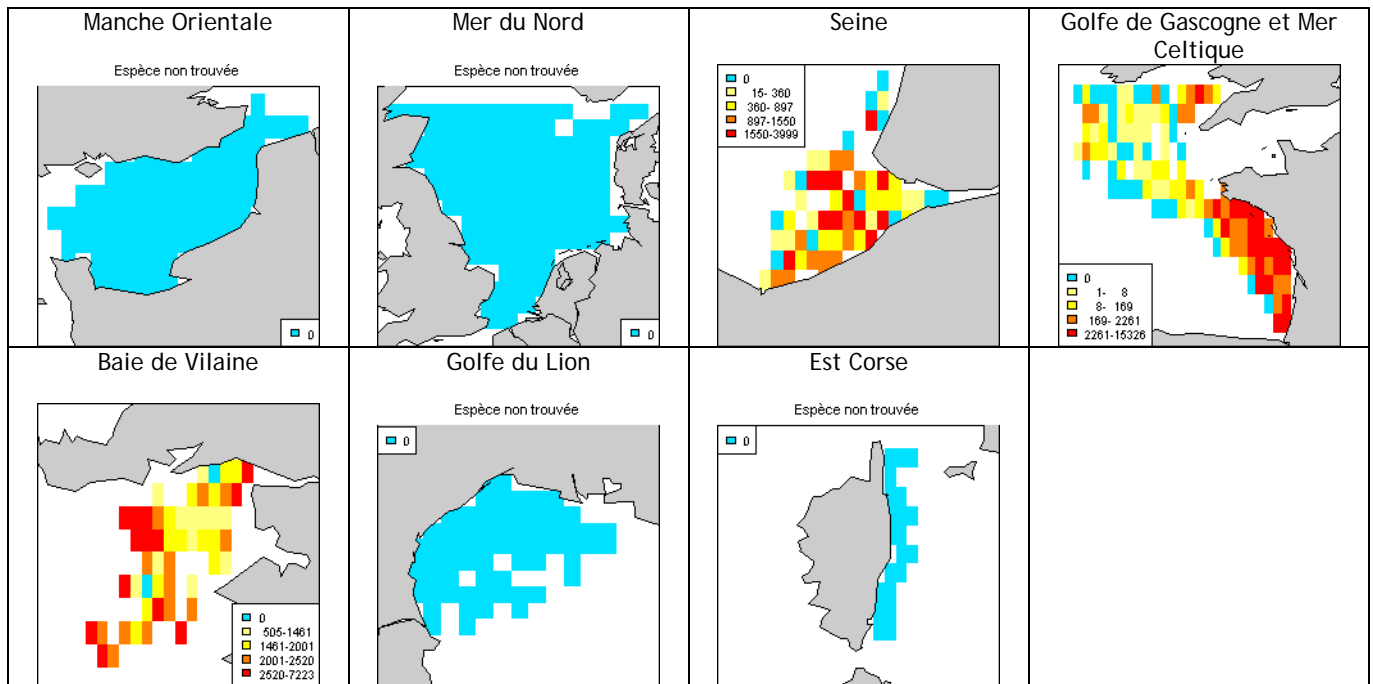 Manche Orientale
Espèce non trouvée
0
Mer du Nord
Espèce non trouvée
0
Seine
0
15- 360
360- 897
897-1550
1550-3999
Golfe de Gascogne et Mer
Celtique
0
1- 8
8- 169
169- 2261
2261-15326
Baie de Vilaine
0
505-1461
1461-2001
2001-2520
2520-7223
Golfe du Lion
Espèce non trouvée
0
Est Corse
Espèce non trouvée
0